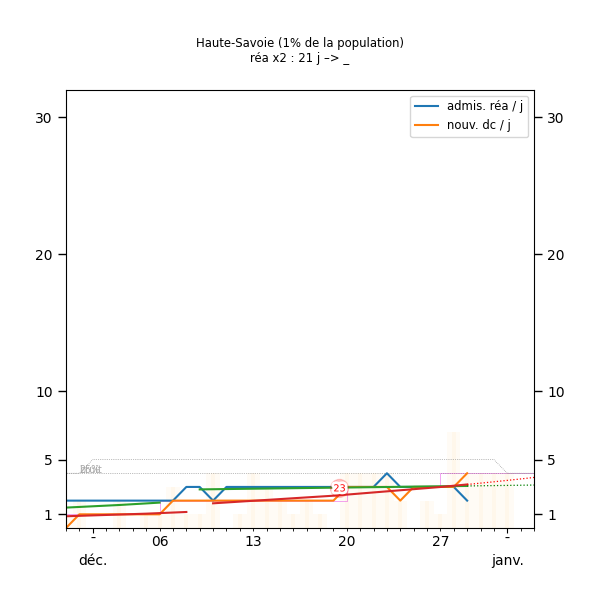 Haute-Savoie (1% de la population)
réa x2 : 21 j –> _
admis. réa / j
nouv. dc / j
30 30
20 20
10 10
5 5
1 1
23
- 06 13 20 27 -
déc. janv.